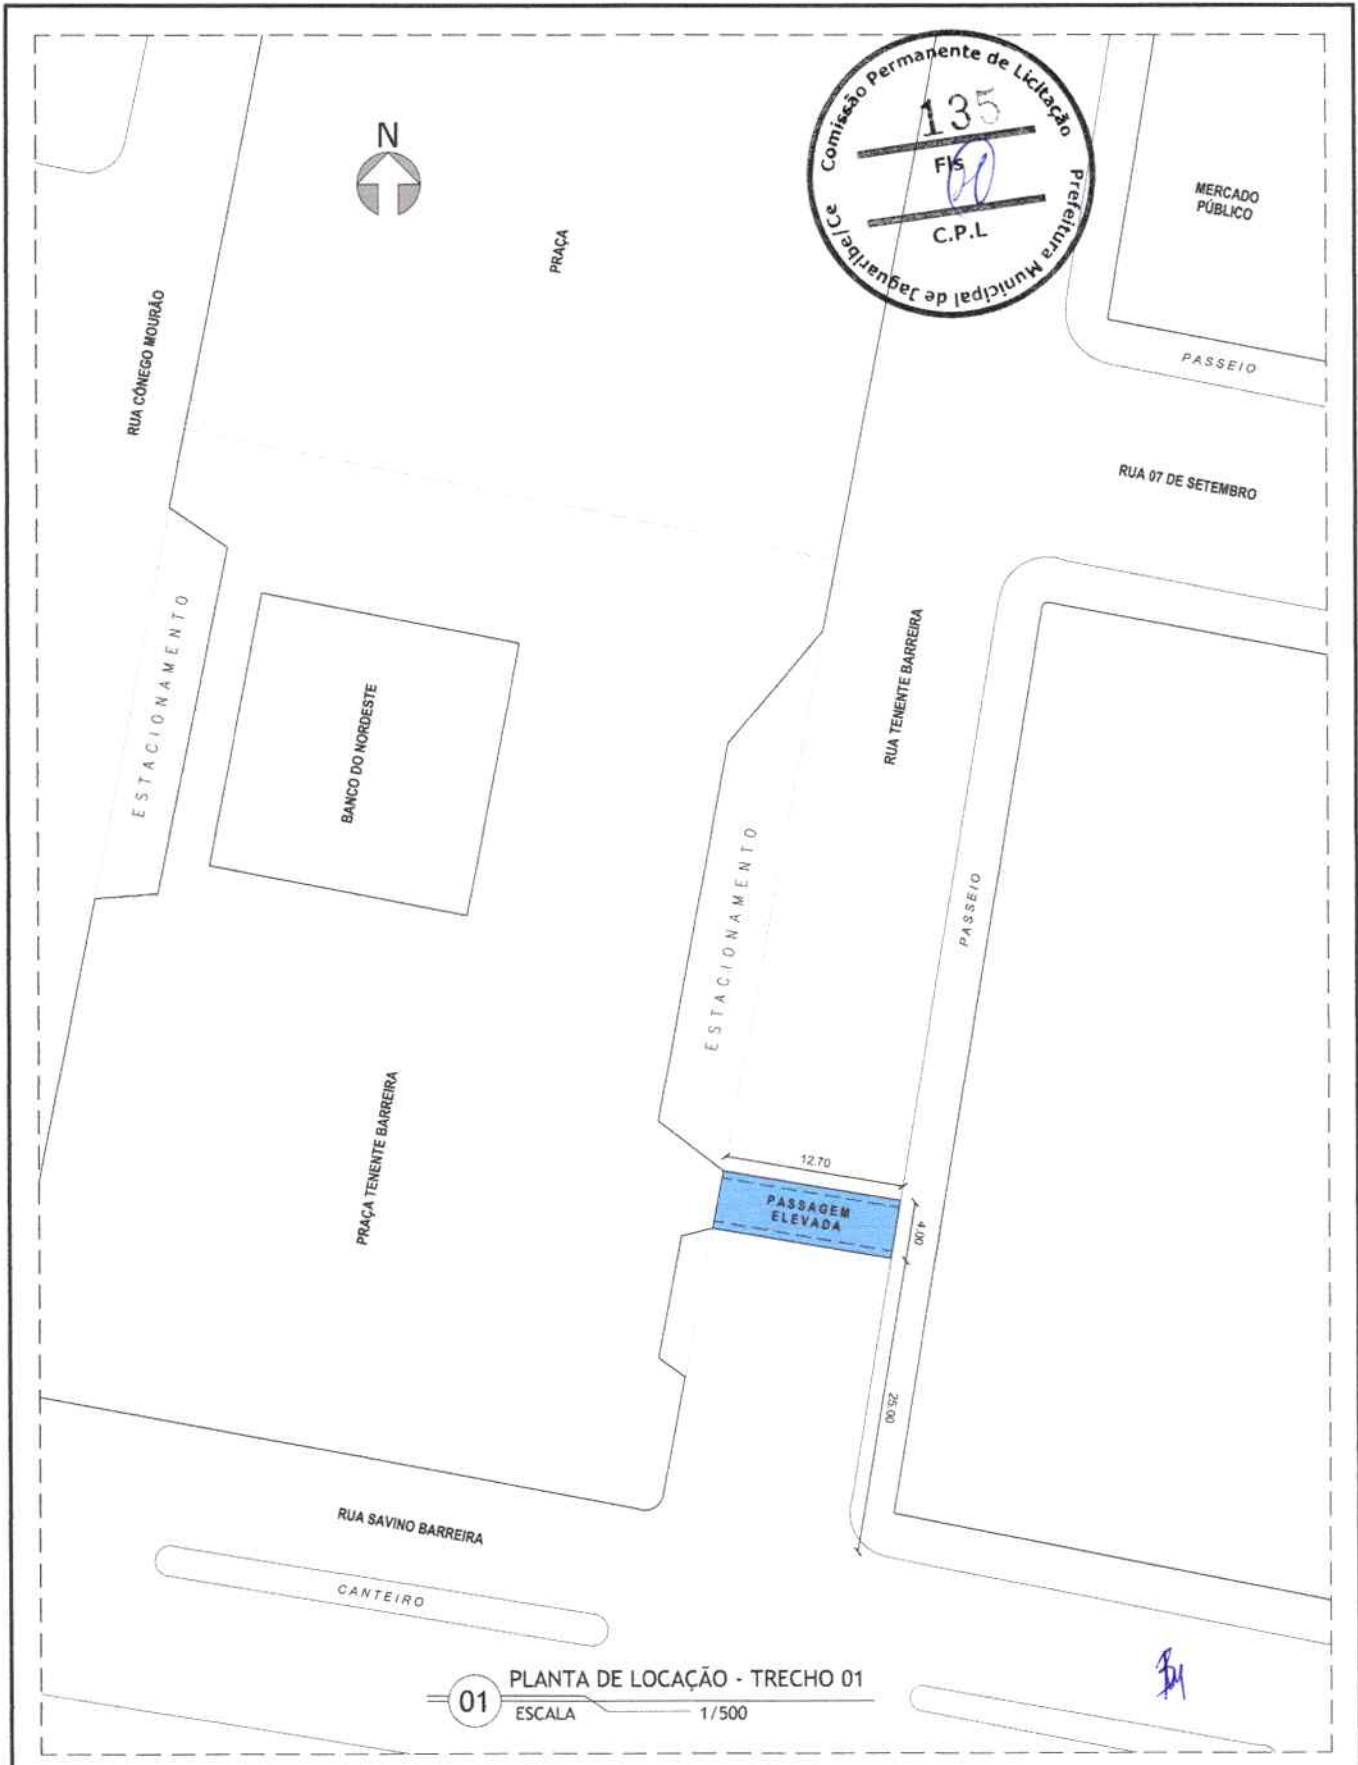 Comissão Permanente de Licitação
135
Fls
C.P.L
Prefeitura Municipal de Jaguaribe/Ce
N
MERCADO
PÚBLICO
PRAÇA
RUA CÔNEGO MOURÃO
PASSEIO
RUA 07 DE SETEMBRO
ESTACIONAMENTO
BANCO DO NORDESTE
RUA TENENTE BARREIRA
ESTACIONAMENTO
PASSEIO
PRAÇA TENENTE BARREIRA
12.70
PASSAGEM
ELEVADA
4.00
25.00
RUA SAVINO BARREIRA
CANTEIRO
01
PLANTA DE LOCAÇÃO - TRECHO 01
ESCALA 1/500